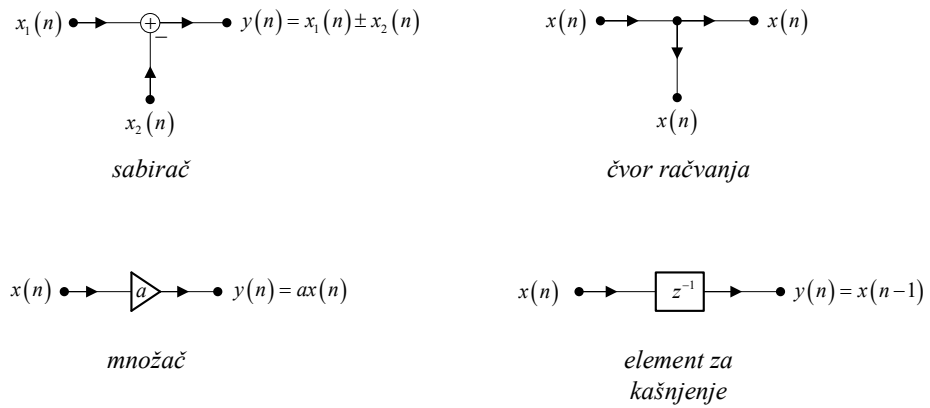 x₁(n) + y(n) = x₁(n) ± x₂(n)
−
x₂(n)
sabirač
x(n) x(n)
x(n)
čvor račvanja
x(n) a y(n) = ax(n)
množač
x(n) z⁻¹ y(n) = x(n−1)
element za
kašnjenje